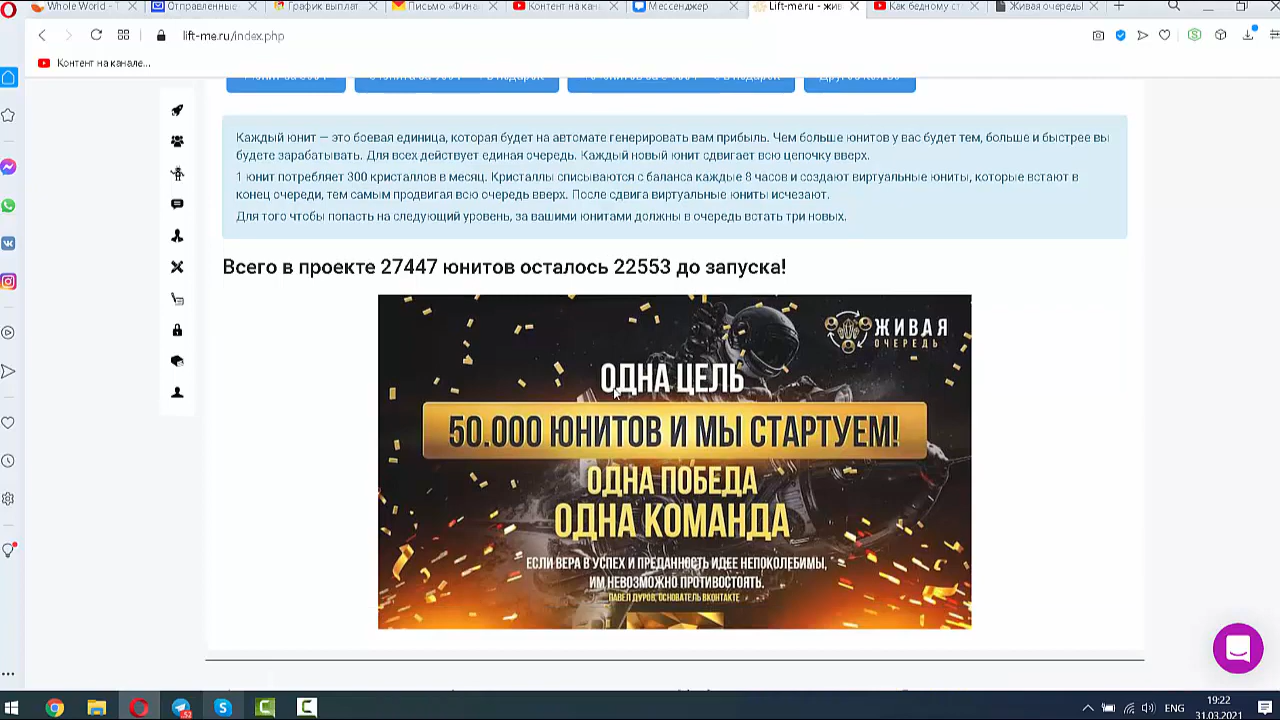 Whole World - T
Отправленные
График выплат
Письмо «Фина
Контент на кан
Мессенджер
Lift-me.ru - жив
Как бедному ст
Живая очередь!
lift-me.ru/index.php
Контент на канале...
Каждый юнит — это боевая единица, которая будет на автомате генерировать вам прибыль. Чем больше юнитов у вас будет тем, больше и быстрее вы
будете зарабатывать. Для всех действует единая очередь. Каждый новый юнит сдвигает всю цепочку вверх.
1 юнит потребляет 300 кристаллов в месяц. Кристаллы списываются с баланса каждые 8 часов и создают виртуальные юниты, которые встают в
конец очереди, тем самым продвигая всю очередь вверх. После сдвига виртуальные юниты исчезают.
Для того чтобы попасть на следующий уровень, за вашими юнитами должны в очередь встать три новых.
Всего в проекте 27447 юнитов осталось 22553 до запуска!
ЖИВАЯ
ОЧЕРЕДЬ
ОДНА ЦЕЛЬ
50.000 ЮНИТОВ И МЫ СТАРТУЕМ!
ОДНА ПОБЕДА
ОДНА КОМАНДА
ЕСЛИ ВЕРА В УСПЕХ И ПРЕДАННОСТЬ ИДЕЕ НЕПОКОЛЕБИМЫ,
ИМ НЕВОЗМОЖНО ПРОТИВОСТОЯТЬ.
ПАВЕЛ ДУРОВ, ОСНОВАТЕЛЬ ВКОНТАКТЕ
52
ENG
19:22
31.03.2021